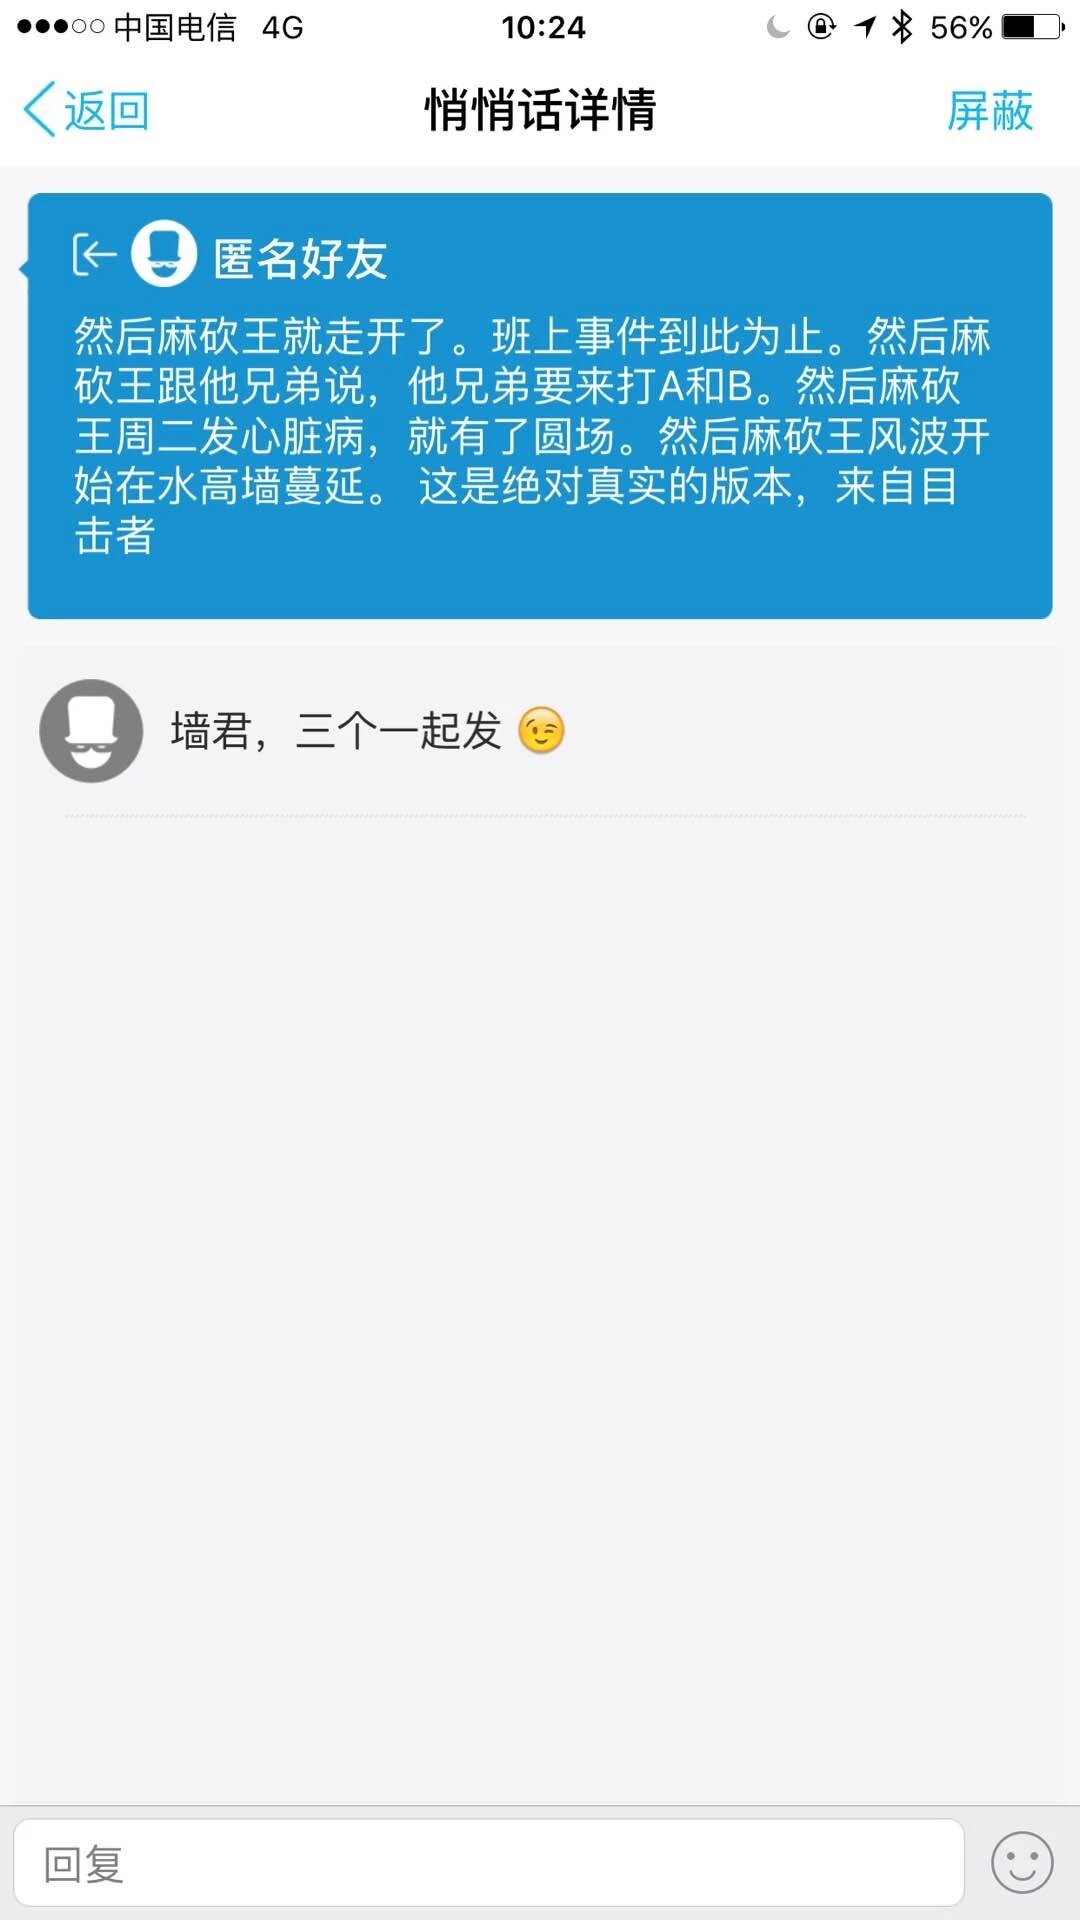 中国电信 4G 10:24 56%
返回 悄悄话详情 屏蔽
匿名好友
然后麻砍王就走开了。班上事件到此为止。然后麻
砍王跟他兄弟说，他兄弟要来打A和B。然后麻砍
王周二发心脏病，就有了圆场。然后麻砍王风波开
始在水高墙蔓延。 这是绝对真实的版本，来自目
击者
墙君，三个一起发 😉
回复